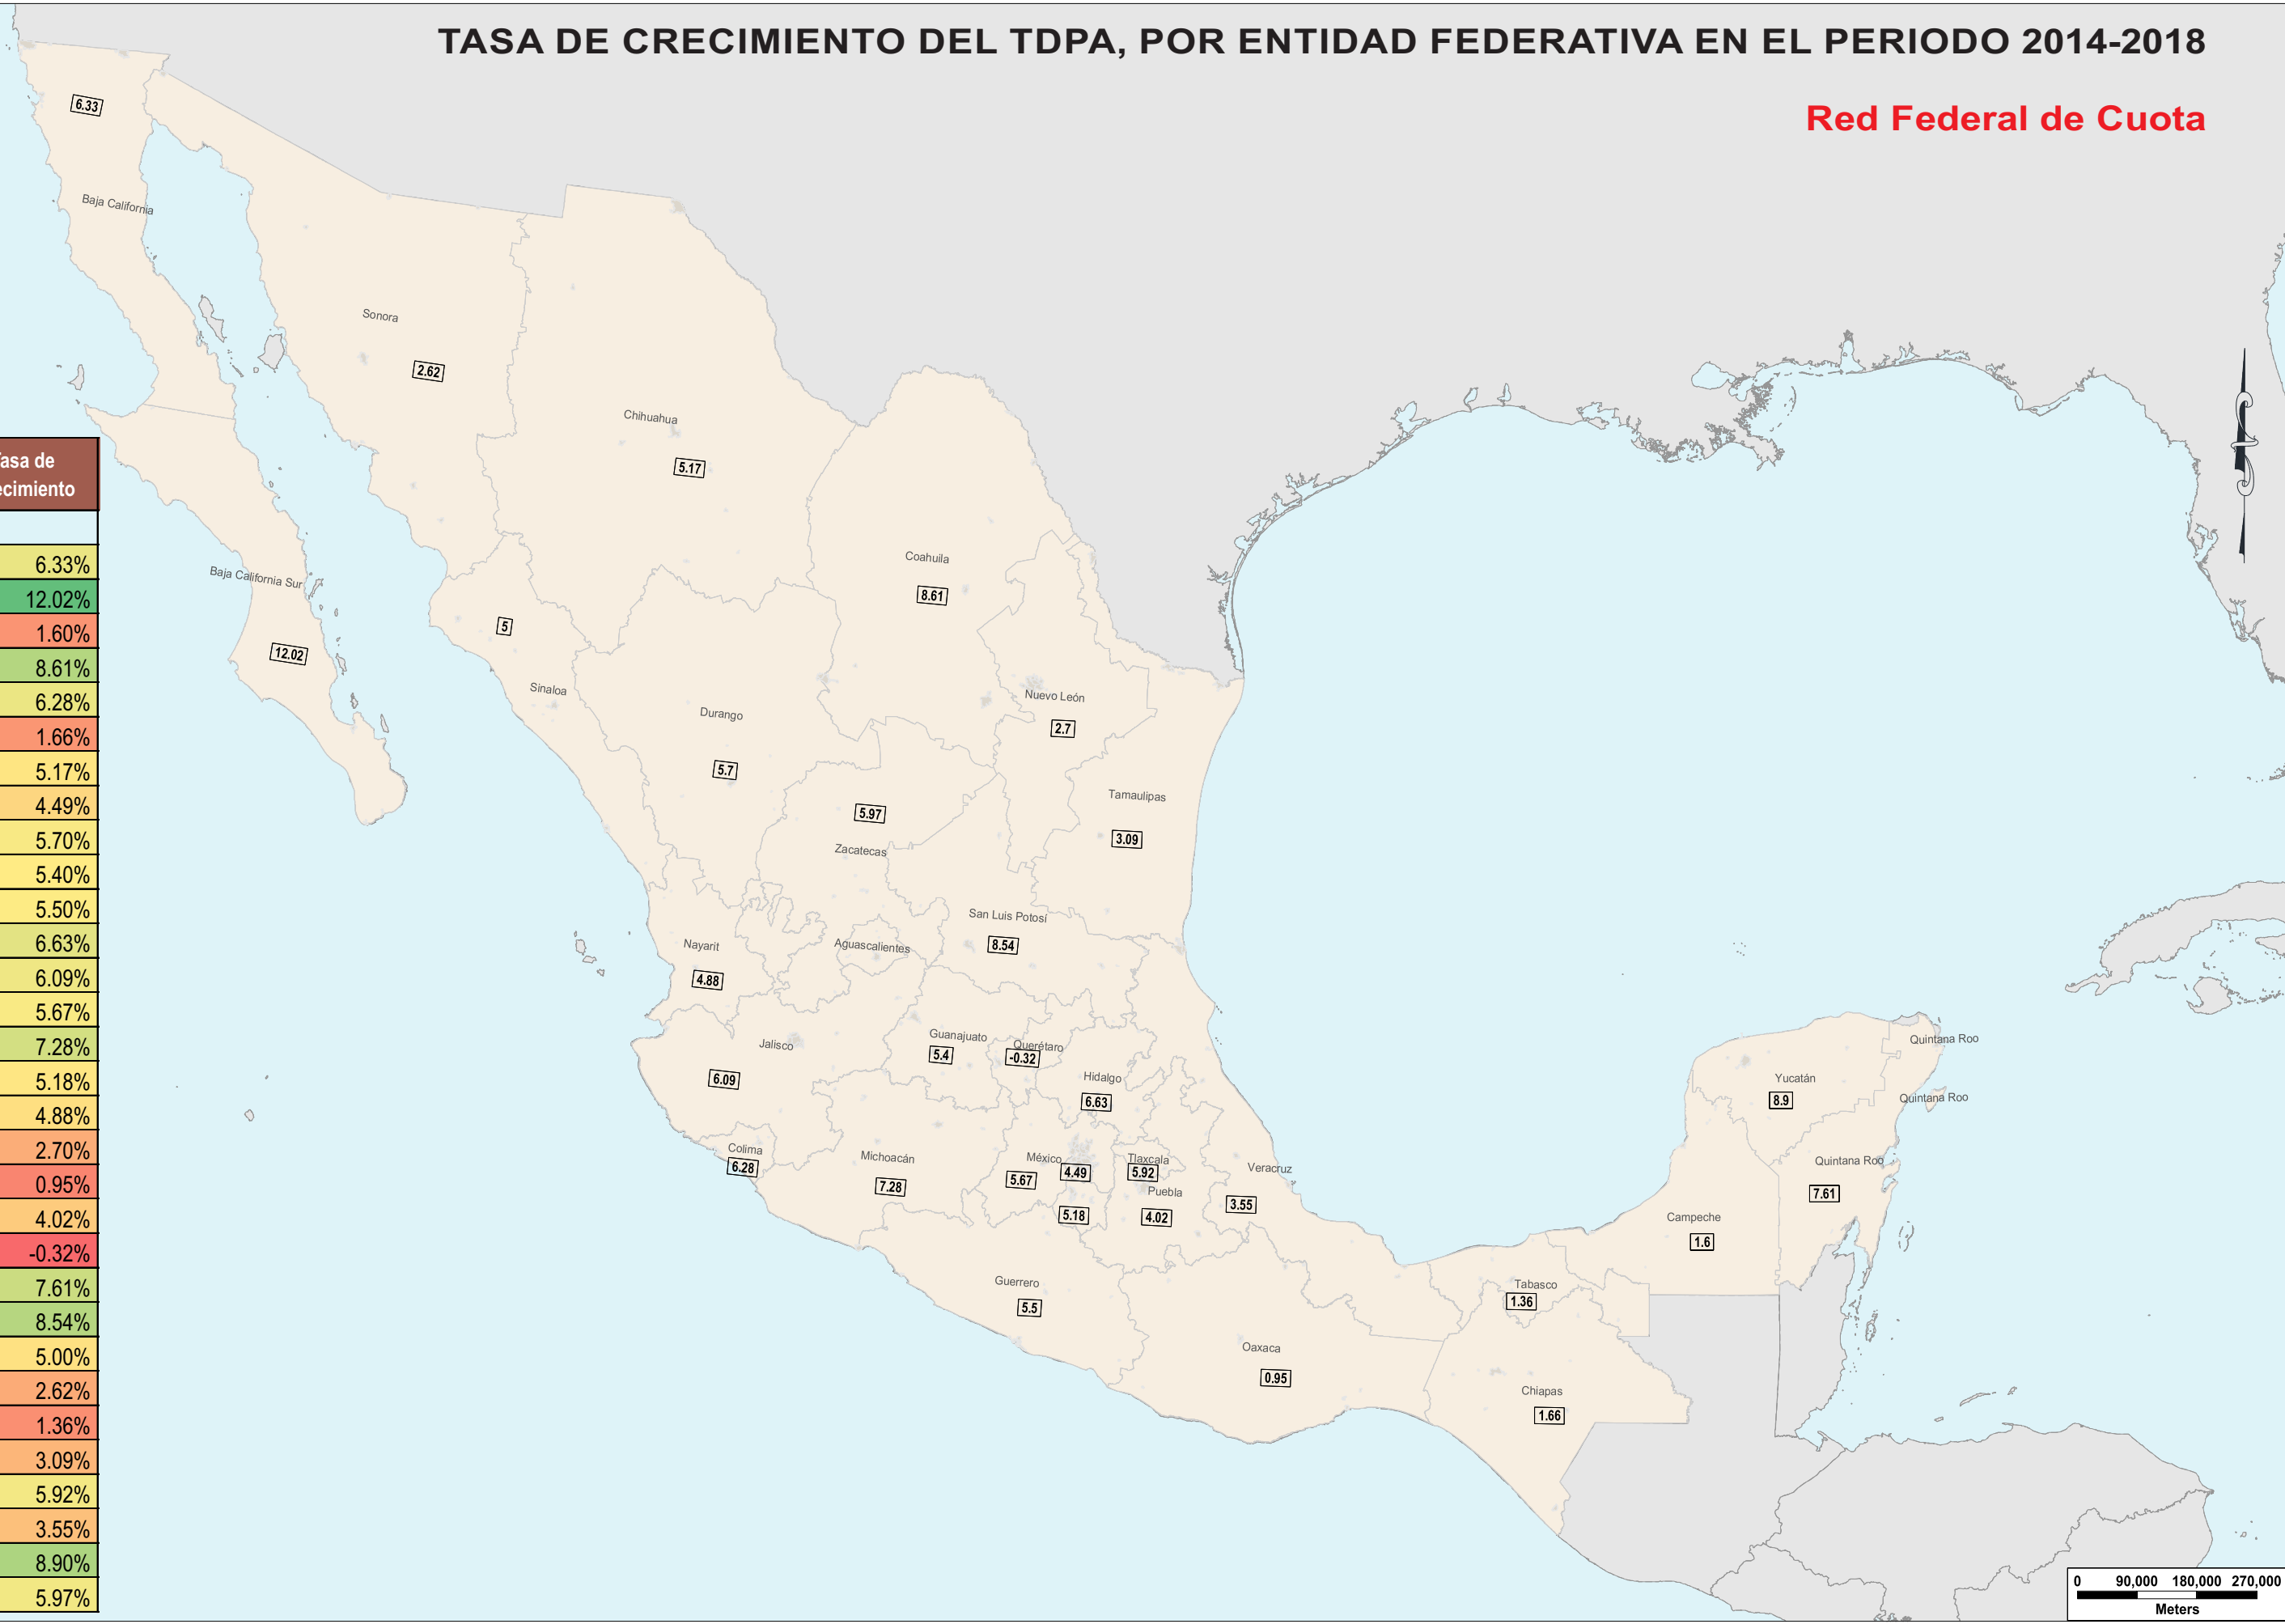 TASA DE CRECIMIENTO DEL TDPA, POR ENTIDAD FEDERATIVA EN EL PERIODO 2014-2018
Red Federal de Cuota
6.33
Baja California
Sonora
2.62
Chihuahua
5.17
Coahuila
8.61
Baja California Sur
12.02
5
Sinaloa
Nuevo León
2.7
Durango
5.7
Tamaulipas
3.09
5.97
Zacatecas
San Luis Potosí
8.54
Nayarit
4.88
Aguascalientes
Guanajuato
5.4
Querétaro
-0.32
Jalisco
6.09
Hidalgo
6.63
Colima
6.28
Michoacán
7.28
México
5.67
4.49
5.18
Tlaxcala
5.92
Puebla
4.02
Veracruz
3.55
Guerrero
5.5
Oaxaca
0.95
Tabasco
1.36
Chiapas
1.66
Campeche
1.6
Yucatán
8.9
Quintana Roo
Quintana Roo
Quintana Roo
7.61
asa de
ecimiento
6.33%
12.02%
1.60%
8.61%
6.28%
1.66%
5.17%
4.49%
5.70%
5.40%
5.50%
6.63%
6.09%
5.67%
7.28%
5.18%
4.88%
2.70%
0.95%
4.02%
-0.32%
7.61%
8.54%
5.00%
2.62%
1.36%
3.09%
5.92%
3.55%
8.90%
5.97%
0 90,000 180,000 270,000
Meters